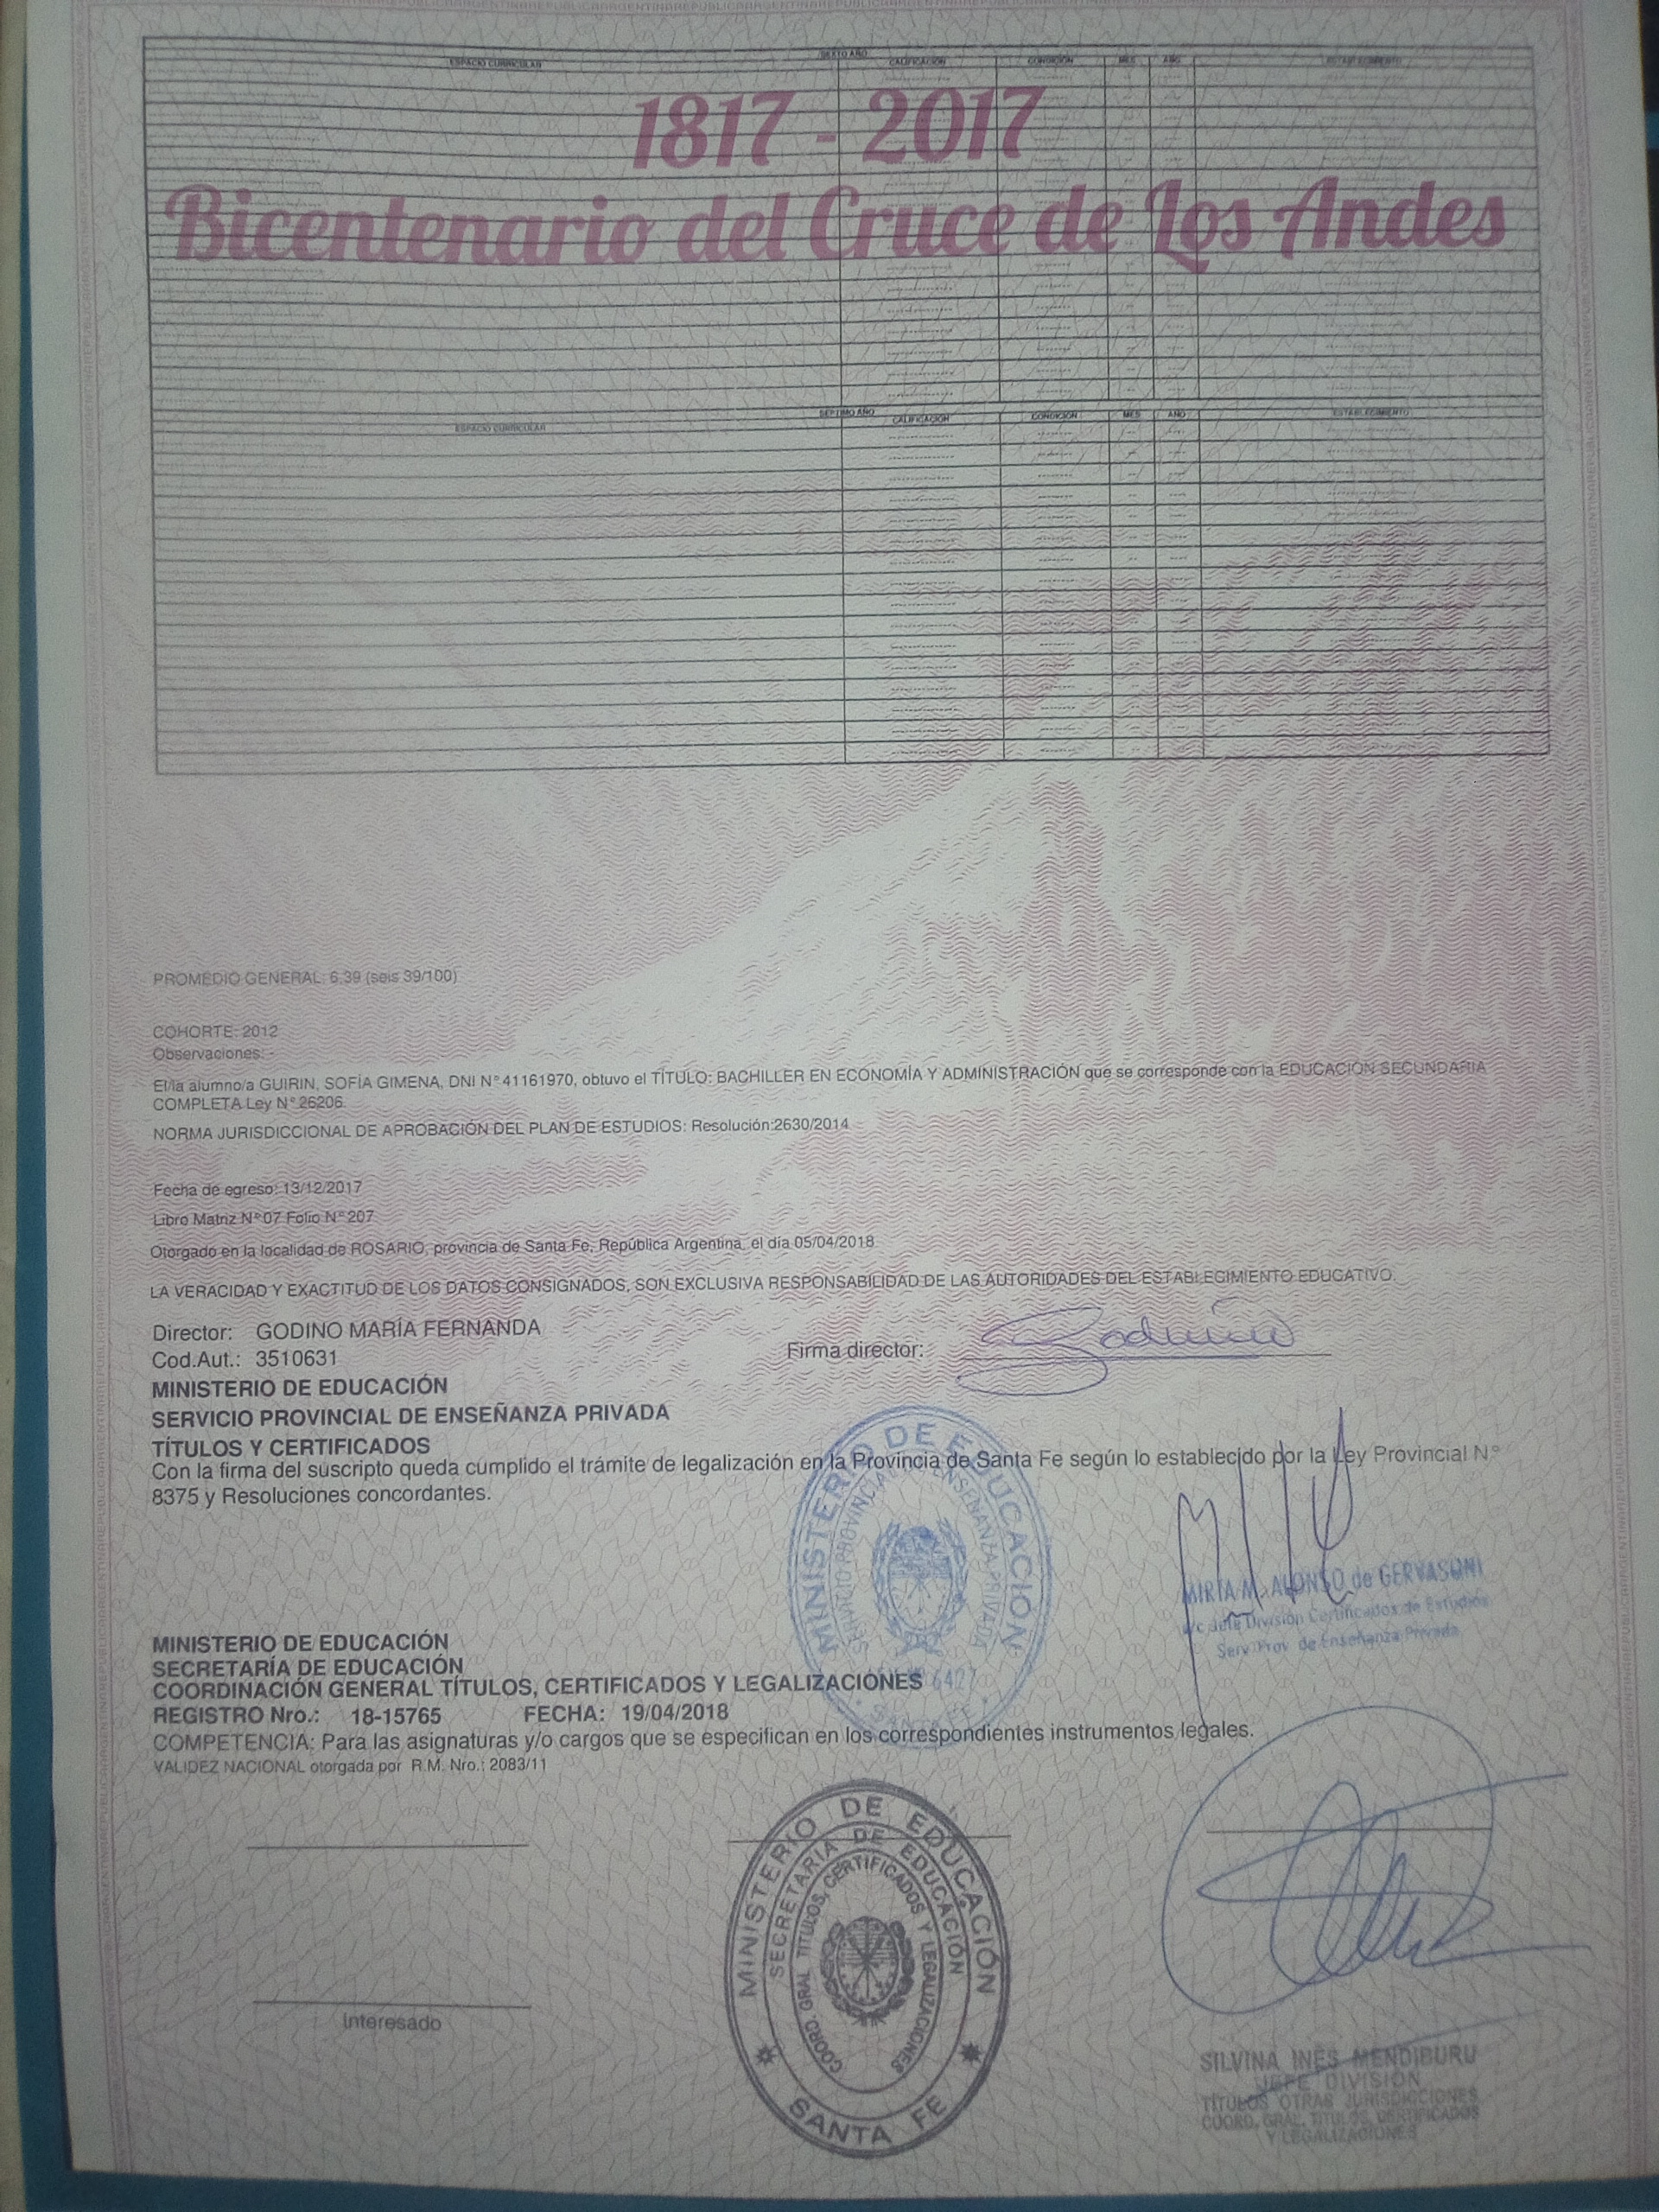 SEXTO AÑO
ESPACIO CURRICULAR CALIFICACIÓN CONDICIÓN MES AÑO ESTABLECIMIENTO
1817 - 2017
Bicentenario del Cruce de Los Andes
SÉPTIMO AÑO
ESPACIO CURRICULAR CALIFICACIÓN CONDICIÓN MES AÑO ESTABLECIMIENTO
PROMEDIO GENERAL: 6.39 (seis 39/100)
COHORTE: 2012
Observaciones: -
El/la alumno/a GUIRIN, SOFÍA GIMENA, DNI N° 41161970, obtuvo el TÍTULO: BACHILLER EN ECONOMÍA Y ADMINISTRACIÓN que se corresponde con la EDUCACIÓN SECUNDARIA
COMPLETA Ley N° 26206.
NORMA JURISDICCIONAL DE APROBACIÓN DEL PLAN DE ESTUDIOS: Resolución:2630/2014
Fecha de egreso: 13/12/2017
Libro Matriz N° 07 Folio N° 207
Otorgado en la localidad de ROSARIO, provincia de Santa Fe, República Argentina, el día 05/04/2018
LA VERACIDAD Y EXACTITUD DE LOS DATOS CONSIGNADOS, SON EXCLUSIVA RESPONSABILIDAD DE LAS AUTORIDADES DEL ESTABLECIMIENTO EDUCATIVO.
Director: GODINO MARÍA FERNANDA
Firma director: Godino
Cod.Aut.: 3510631
MINISTERIO DE EDUCACIÓN
SERVICIO PROVINCIAL DE ENSEÑANZA PRIVADA
TÍTULOS Y CERTIFICADOS
Con la firma del suscripto queda cumplido el trámite de legalización en la Provincia de Santa Fe según lo establecido por la Ley Provincial N°
8375 y Resoluciones concordantes.
MINISTERIO DE EDUCACIÓN
SERVICIO PROVINCIAL DE ENSEÑANZA PRIVADA
SANTA FE
MIRTA M. ALONSO de GERVASONI
a/c Jefe División Certificados de Estudios
Serv. Prov. de Enseñanza Privada
MINISTERIO DE EDUCACIÓN
SECRETARÍA DE EDUCACIÓN
COORDINACIÓN GENERAL TÍTULOS, CERTIFICADOS Y LEGALIZACIONES
REGISTRO Nro.: 18-15765 FECHA: 19/04/2018
COMPETENCIA: Para las asignaturas y/o cargos que se especifican en los correspondientes instrumentos legales.
VALIDEZ NACIONAL otorgada por R.M. Nro.: 2083/11
MINISTERIO DE EDUCACIÓN
SECRETARIA DE EDUCACIÓN
COORD. GRAL TITULOS, CERTIFICADOS Y LEGALIZACIONES
SANTA FE
Interesado
SILVINA INÉS MENDIBURU
JEFE DIVISIÓN
TÍTULOS OTRAS JURISDICCIONES
COORD. GRAL. TITULOS, CERTIFICADOS
Y LEGALIZACIONES